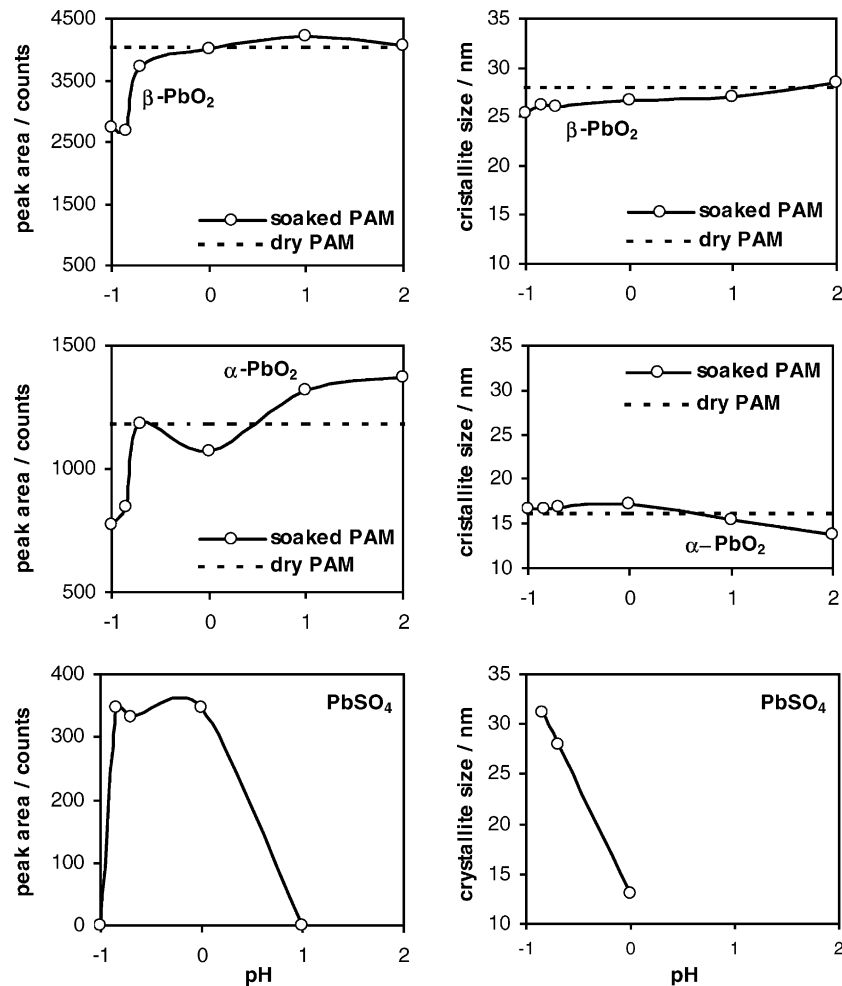 peak area / counts
4500
3500
2500
1500
500
β-PbO2
soaked PAM
dry PAM
-1 0 1 2
cristallite size / nm
35
30
25
20
15
10
β-PbO2
soaked PAM
dry PAM
-1 0 1 2
peak area / counts
1500
1000
500
α-PbO2
soaked PAM
dry PAM
-1 0 1 2
cristallite size / nm
35
30
25
20
15
10
soaked PAM
dry PAM
α–PbO2
-1 0 1 2
peak area / counts
400
300
200
100
0
PbSO4
-1 0 1 2
pH
crystallite size / nm
35
30
25
20
15
10
PbSO4
-1 0 1 2
pH